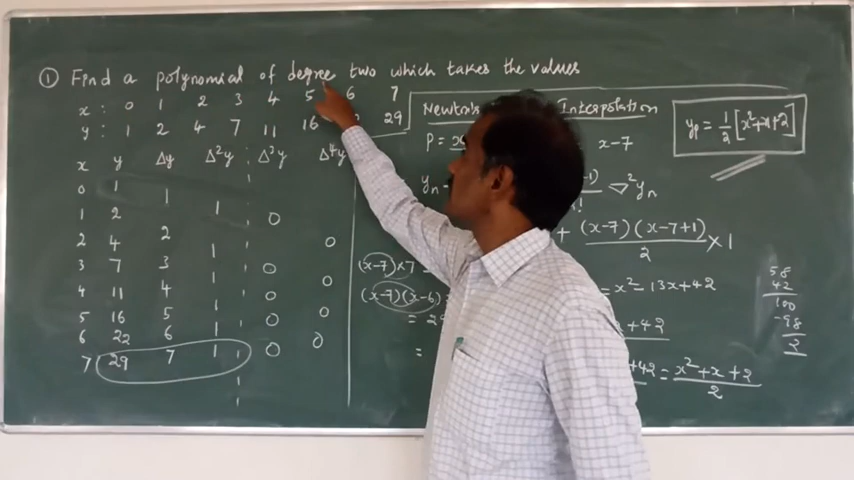 ① Find a polynomial of degree two which takes the values
x : 0 1 2 3 4 5 6 7
y : 1 2 4 7 11 16 29
x y Δy Δ²y Δ³y Δ⁴y
0 1
1 1
1 2 0
2 4 2 0
3 7 3 1 0
4 11 4 1 0 0
5 16 5 1 0 0
6 22 6 1 0
7 29 7 1 0
Interpolation
P = x-7
yₙ ∇²yₙ
+ (x-7)(x-7+1)/2 × 1
(x-7)×7
(x-7)(x-6) = x²-13x+42
= x²+x+2/2
yₚ = 1/2 [x²+x+2]
58
42
100
-98
2